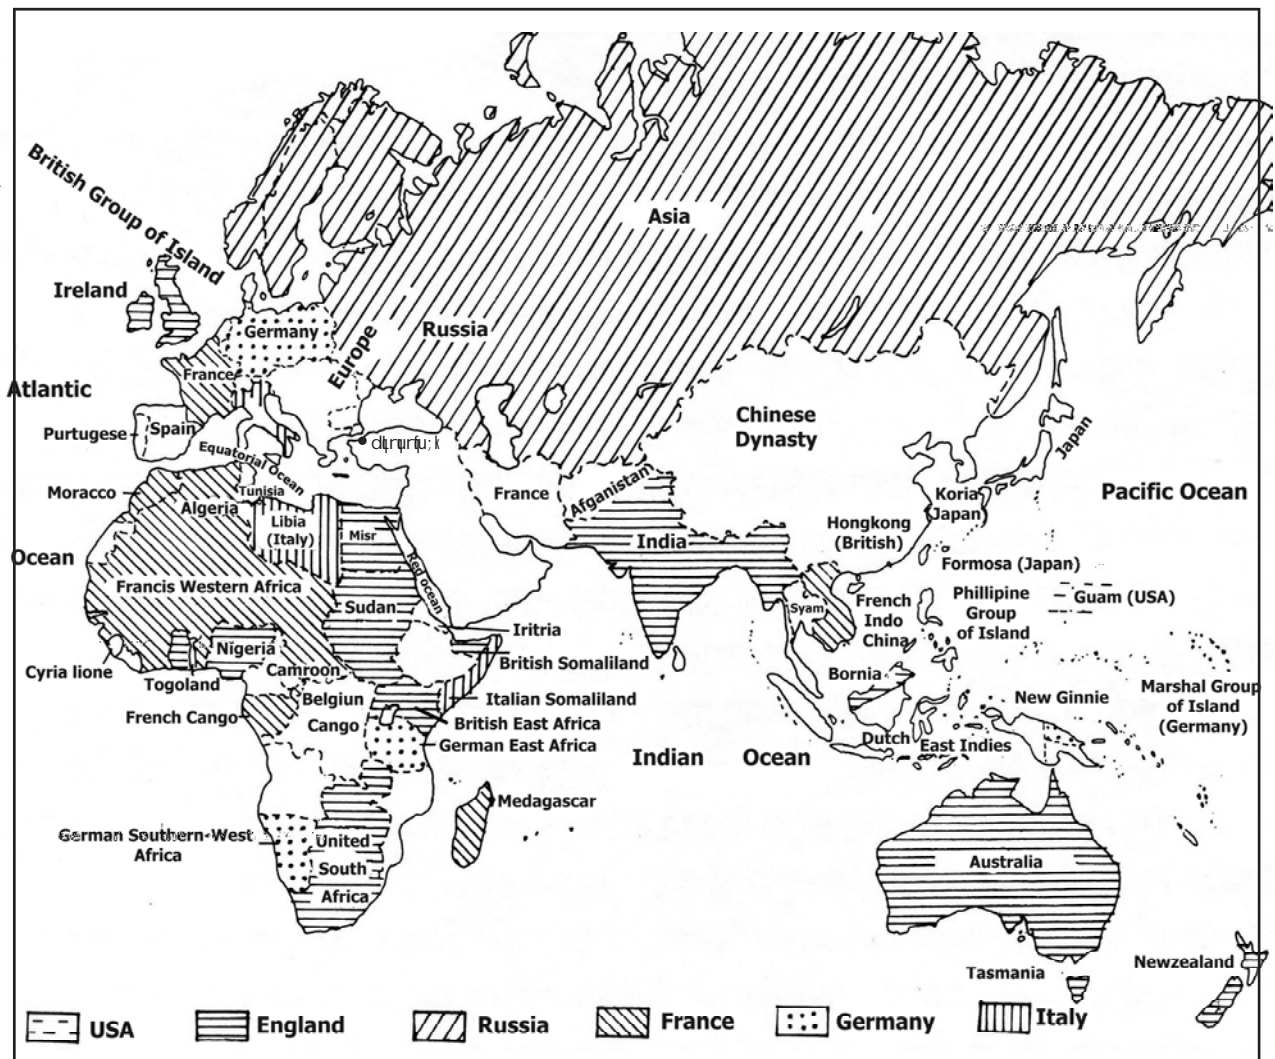 British Group of Island
Asia
Ireland
Germany
Russia
Europe
France
Atlantic
Chinese
Dynasty
Spain
Purtugese
Japan
Equatorial ocean
Moracco
Tunisia
Algeria
France
Afganistan
Koria
(Japan)
Pacific Ocean
Libia
(Italy)
Misr
India
Hongkong
(British)
Ocean
Red ocean
Formosa (Japan)
Francis Western Africa
Sudan
Syam
French
Indo
China
Phillipine
Group
of Island
Guam (USA)
Iritria
Nigeria
British Somaliland
Cyria lione
Togoland
Camroon
Bornia
Belgiun
Cango
Italian Somaliland
New Ginnie
Marshal Group
of Island
(Germany)
French Cango
British East Africa
German East Africa
Dutch
East Indies
Indian Ocean
Medagascar
German Southern-West
Africa
United
South
Africa
Australia
Tasmania
Newzealand
USA
England
Russia
France
Germany
Italy